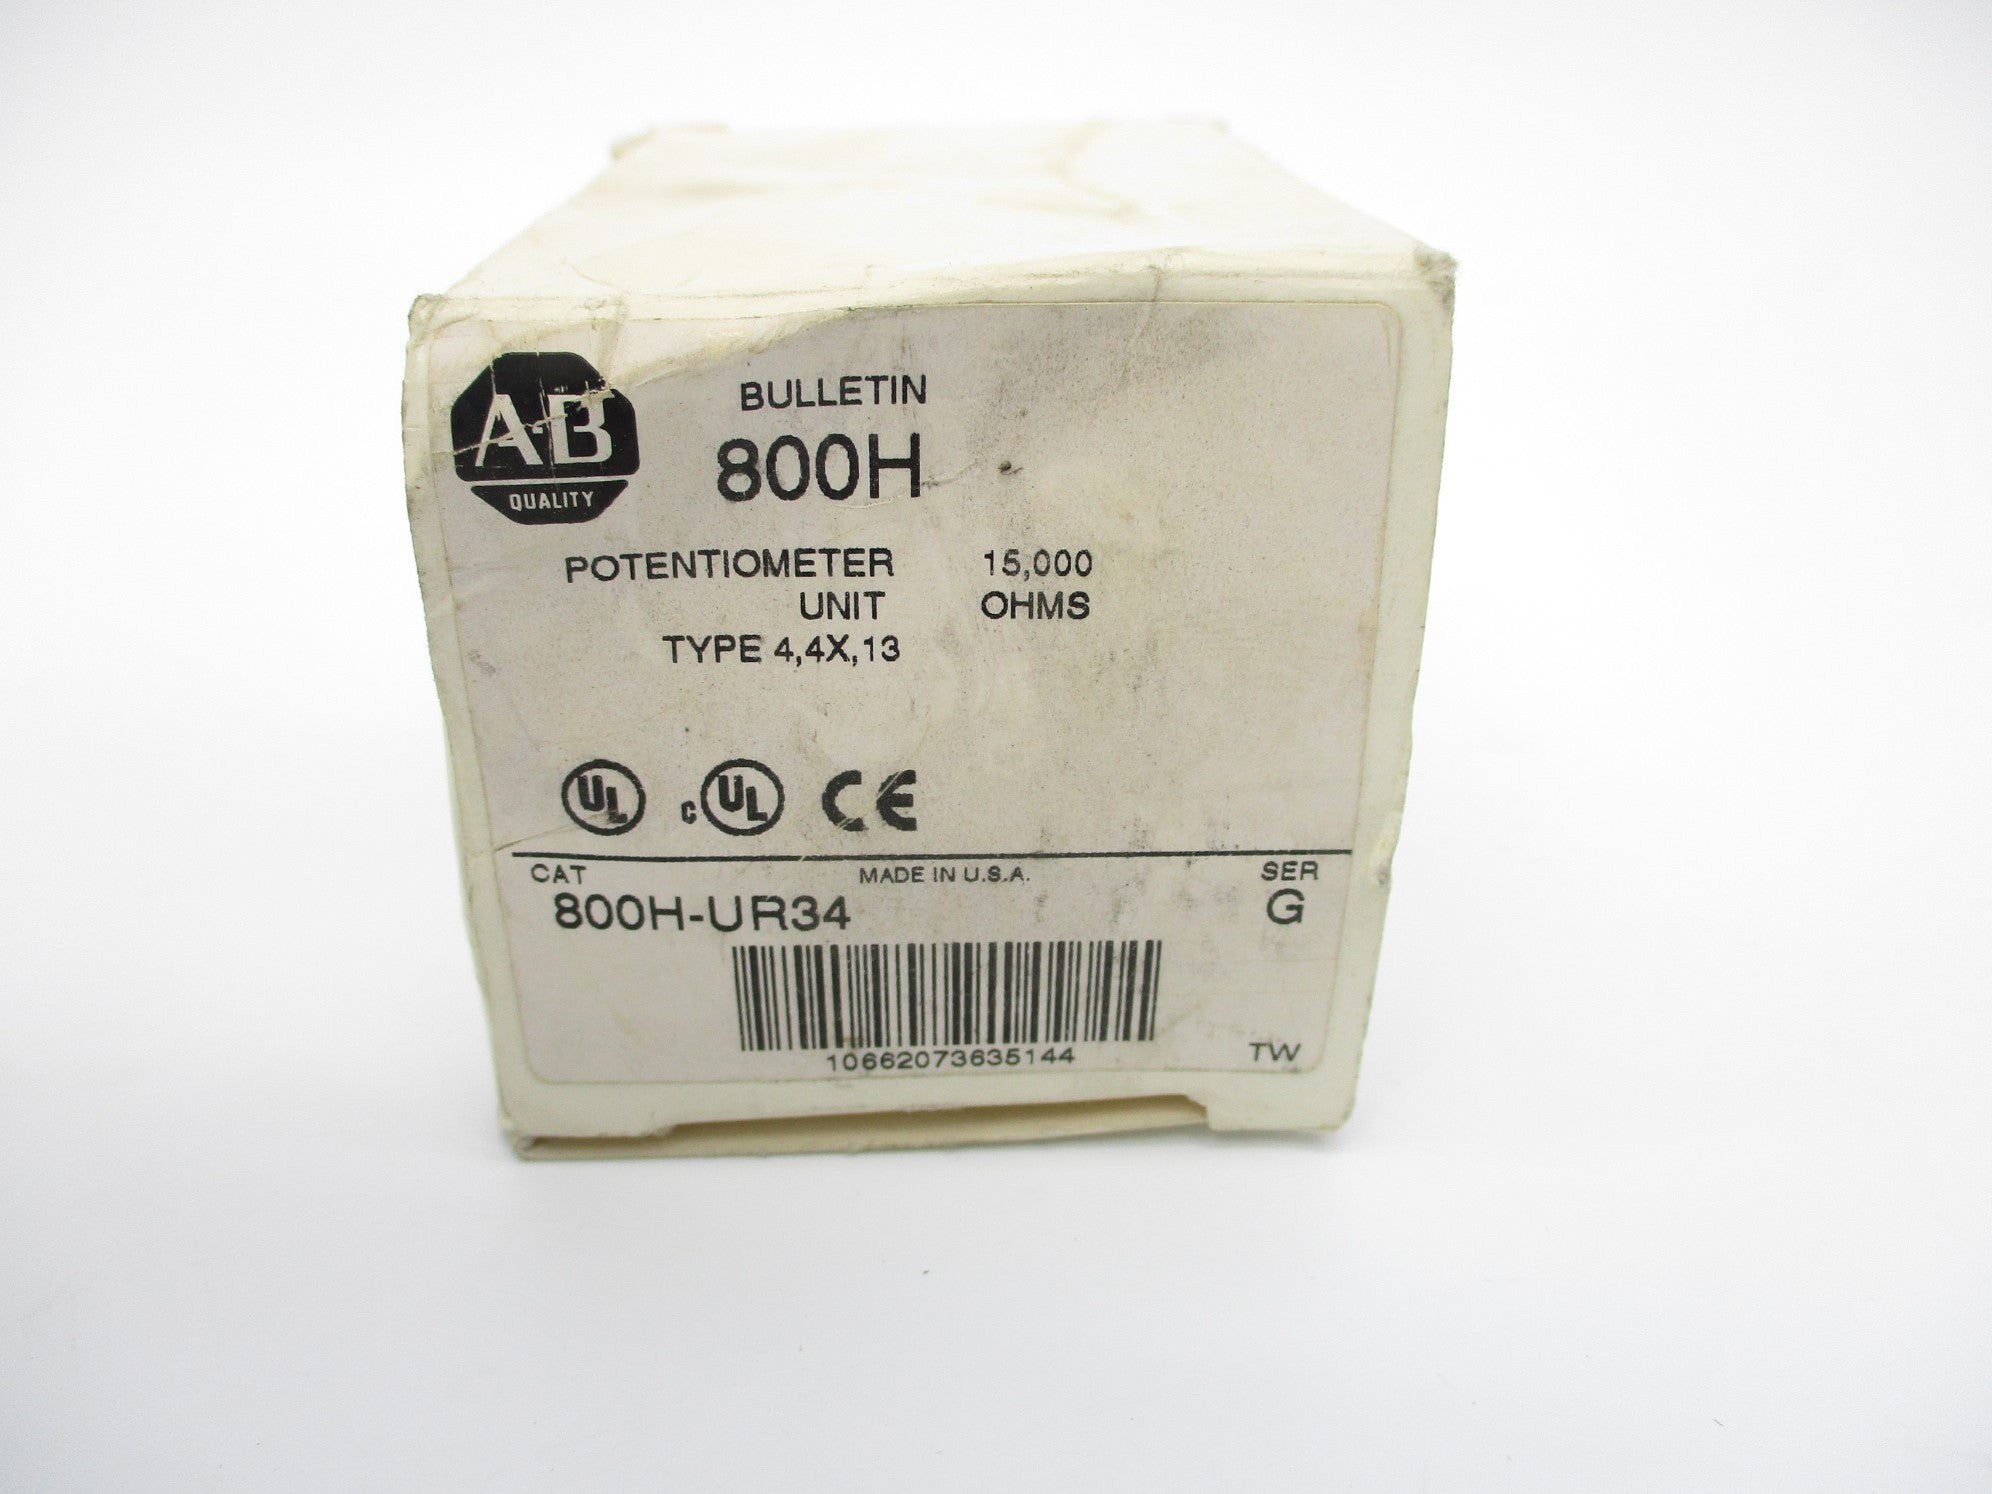 A-B
QUALITY
BULLETIN
800H
POTENTIOMETER 15,000
UNIT OHMS
TYPE 4,4X,13
UL c UL CE
CAT MADE IN U.S.A. SER
800H-UR34 G
10662073635144 TW